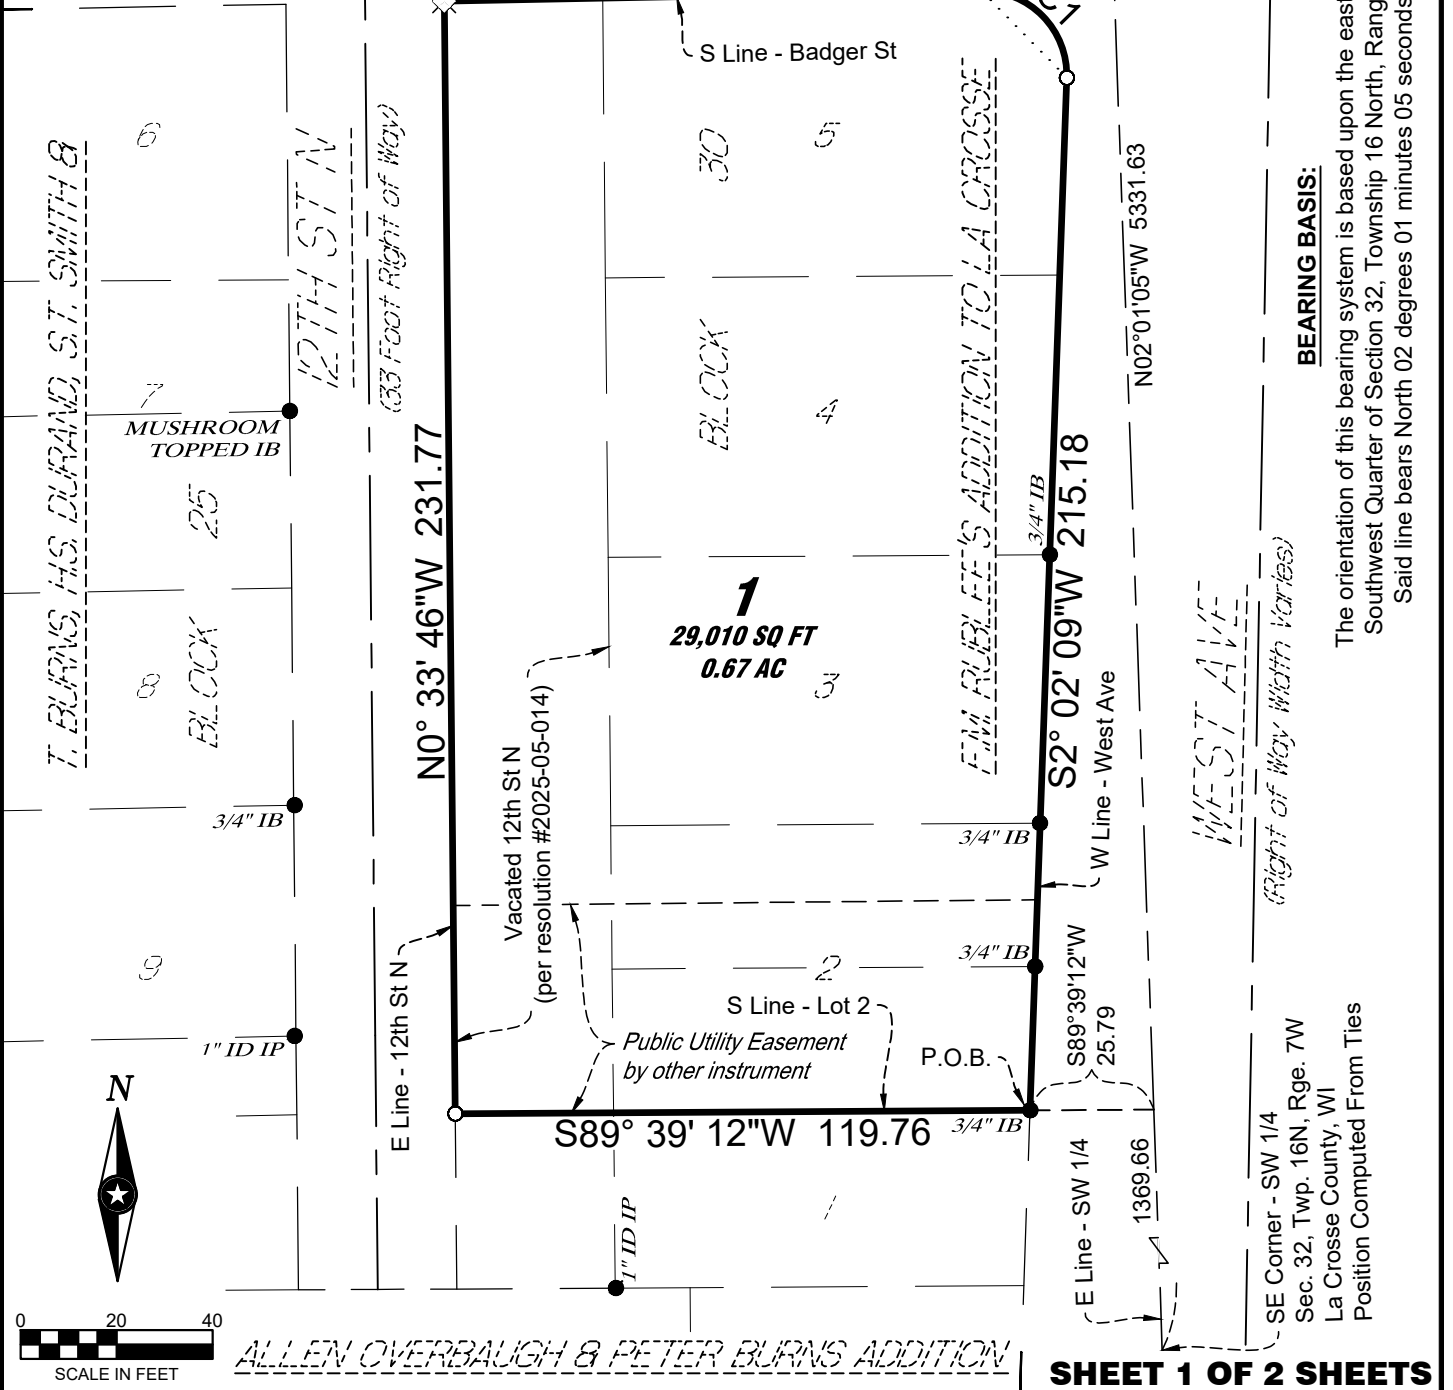 C1
S Line - Badger St
6
7
8
9
T. BURNS, H.S. DURAND, S.T. SMITH &
MUSHROOM
TOPPED IB
BLOCK 25
12TH ST N
(33 Foot Right of Way)
3/4" IB
1" ID IP
N0° 33' 46"W 231.77
E Line - 12th St N
Vacated 12th St N
(per resolution #2025-05-014)
BLOCK 30
5
4
3
2
1
1
29,010 SQ FT
0.67 AC
F.M. RUBLEE'S ADDITION TO LA CROSSE
3/4" IB
S2° 02' 09"W 215.18
3/4" IB
W Line - West Ave
3/4" IB
S Line - Lot 2
Public Utility Easement
by other instrument
P.O.B.
S89° 39' 12"W 119.76
3/4" IB
1" ID IP
S89°39'12"W
25.79
N02°01'05"W 5331.63
1369.66
E Line - SW 1/4
WEST AVE
(Right of Way Width Varies)
BEARING BASIS:
The orientation of this bearing system is based upon the east
Southwest Quarter of Section 32, Township 16 North, Rang
Said line bears North 02 degrees 01 minutes 05 seconds
SE Corner - SW 1/4
Sec. 32, Twp. 16N, Rge. 7W
La Crosse County, WI
Position Computed From Ties
N
0 20 40
SCALE IN FEET
ALLEN OVERBAUGH & PETER BURNS ADDITION
SHEET 1 OF 2 SHEETS